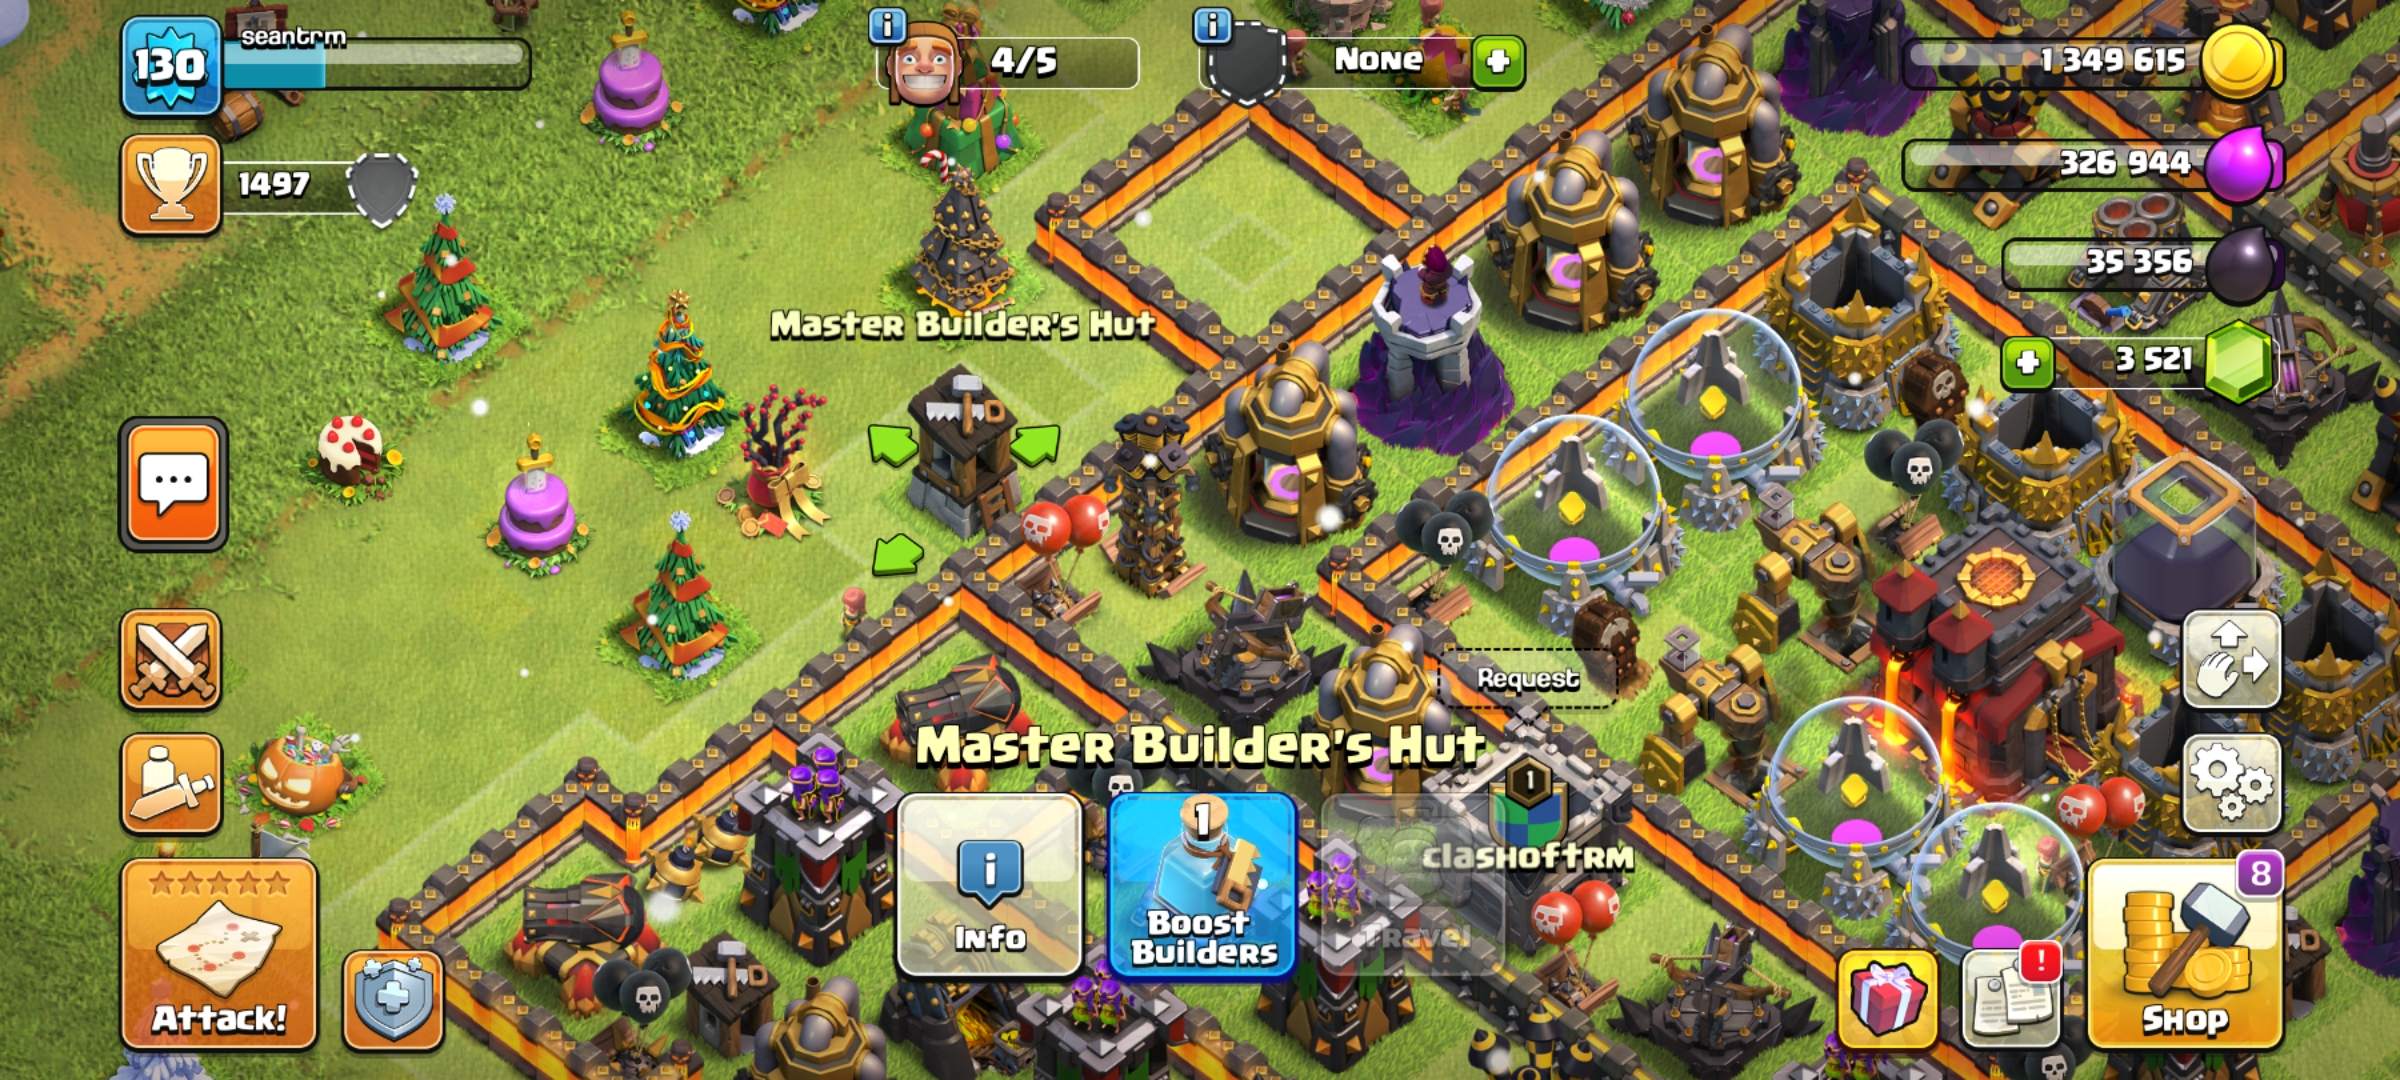 130
seantrm
4/5
None
1 349 615
1497
326 944
35 356
3 521
Master Builder's Hut
Request
Master Builder's Hut
1
Info
1
Boost
Builders
clashoftrm
Travel
8
Attack!
Shop